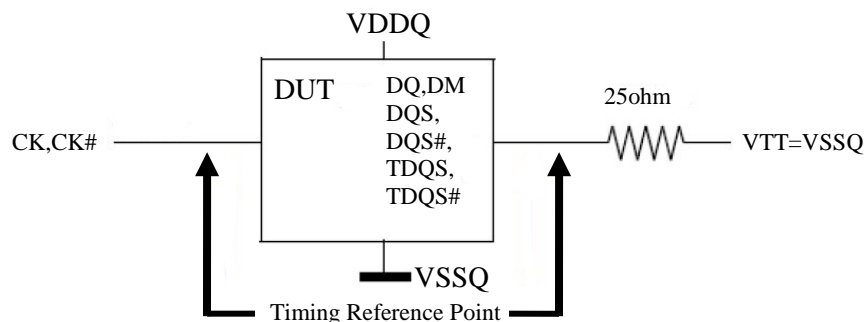 VDDQ
DUT
DQ,DM
DQS,
DQS#,
TDQS,
TDQS#
25ohm
CK,CK#
VTT=VSSQ
VSSQ
Timing Reference Point